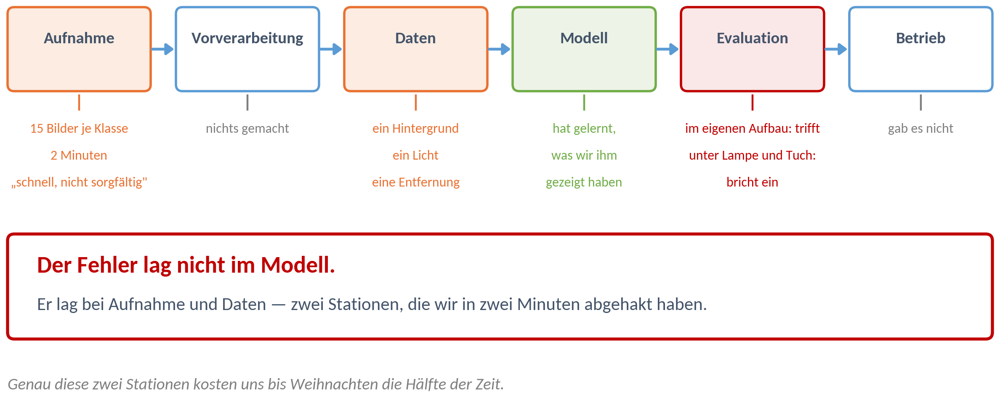 Aufnahme
Vorverarbeitung
Daten
Modell
Evaluation
Betrieb
15 Bilder je Klasse
2 Minuten
„schnell, nicht sorgfältig"
nichts gemacht
ein Hintergrund
ein Licht
eine Entfernung
hat gelernt,
was wir ihm
gezeigt haben
im eigenen Aufbau: trifft
unter Lampe und Tuch:
bricht ein
gab es nicht
Der Fehler lag nicht im Modell.
Er lag bei Aufnahme und Daten — zwei Stationen, die wir in zwei Minuten abgehakt haben.
Genau diese zwei Stationen kosten uns bis Weihnachten die Hälfte der Zeit.